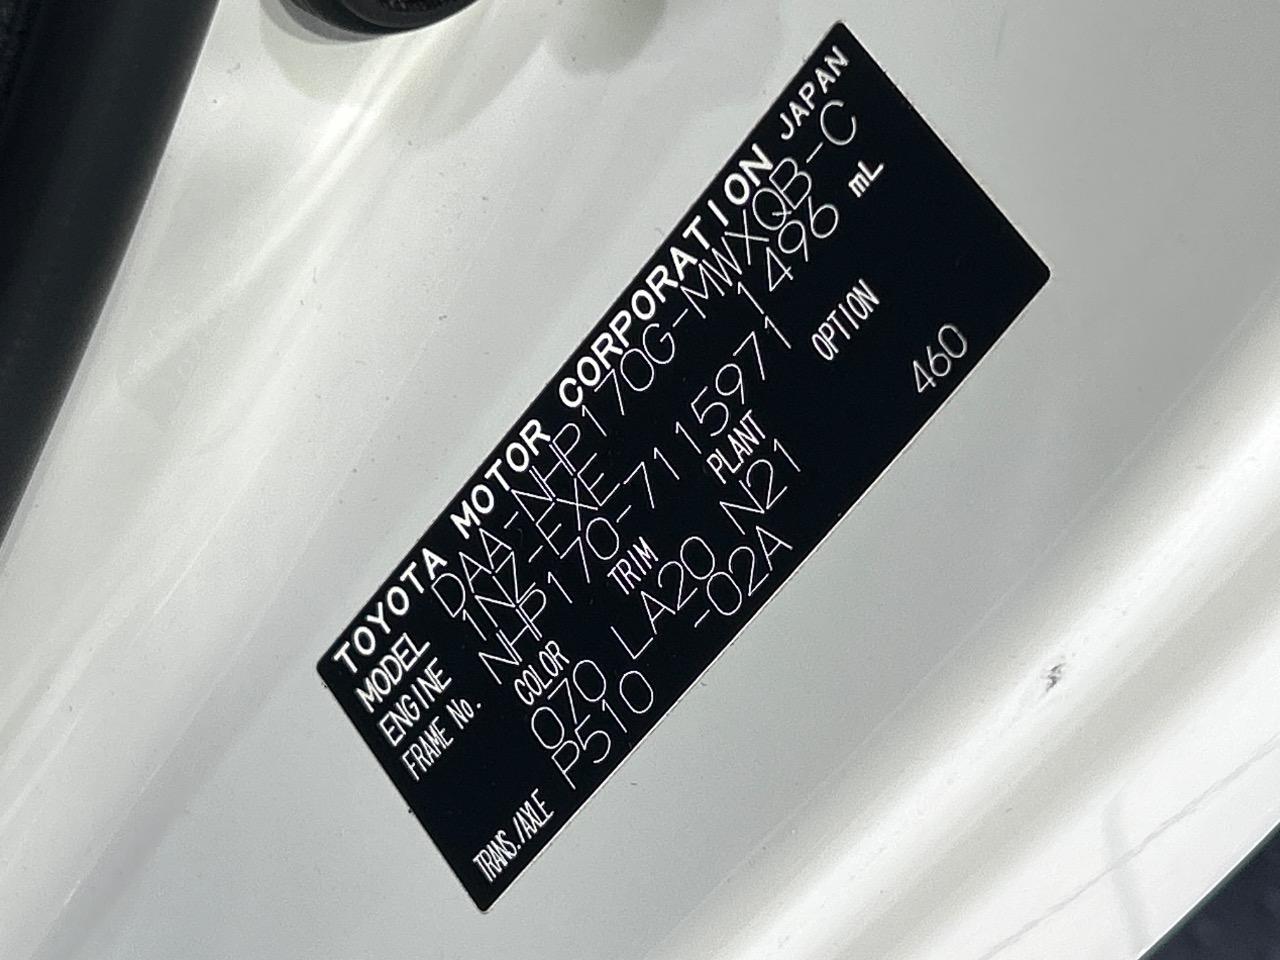 TOYOTA MOTOR CORPORATION JAPAN
MODEL DAA-NHP170G-MWXQB-C
ENGINE 1NZ-EXE 1496 mL
FRAME No. NHP170-7115971
COLOR TRIM PLANT OPTION
070 LA20 N21 460
TRANS./AXLE P510 -02A